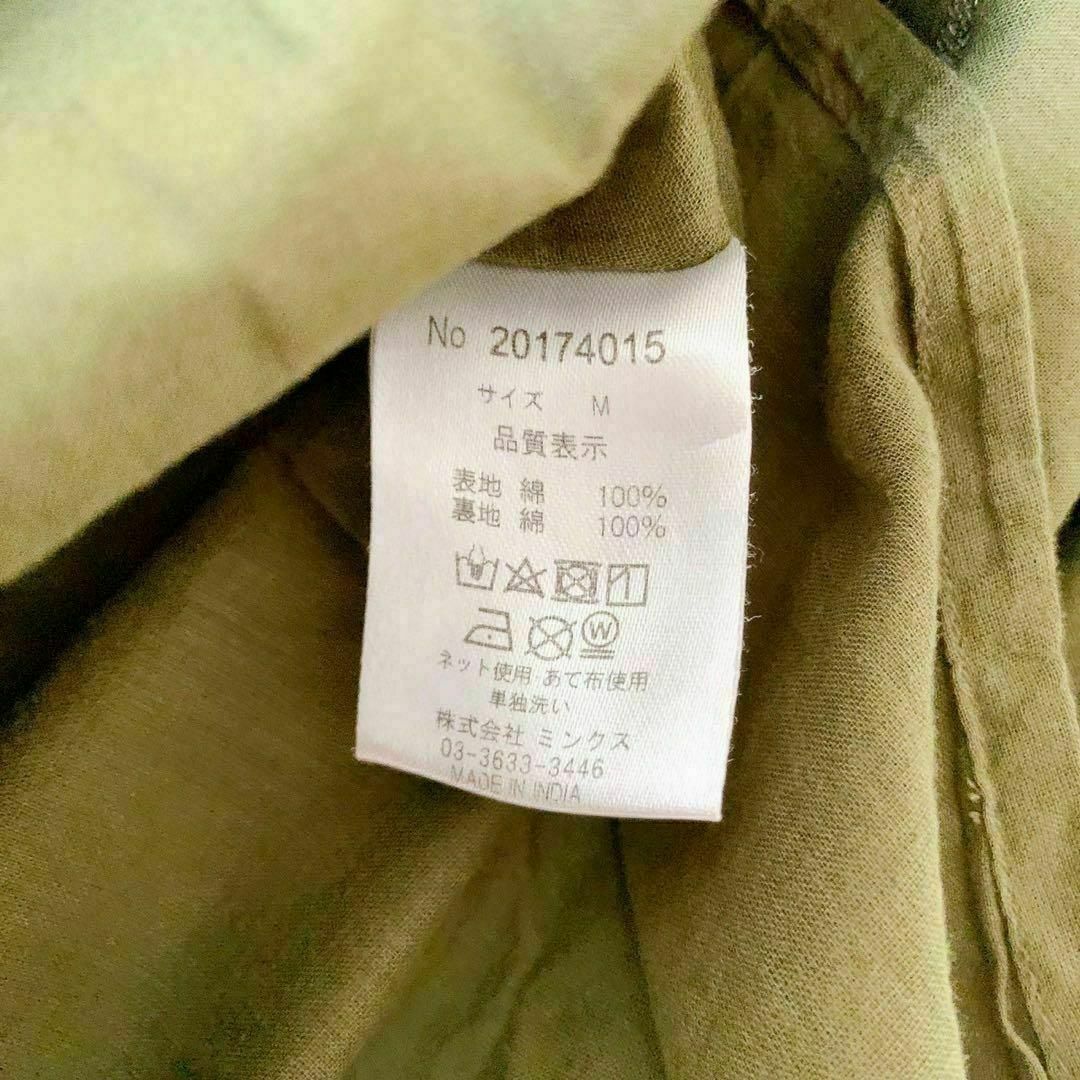 No 20174015
サイズ M
品質表示
表地 綿 100%
裏地 綿 100%
W
ネット使用 あて布使用
単独洗い
株式会社 ミンクス
03-3633-3446
MADE IN INDIA